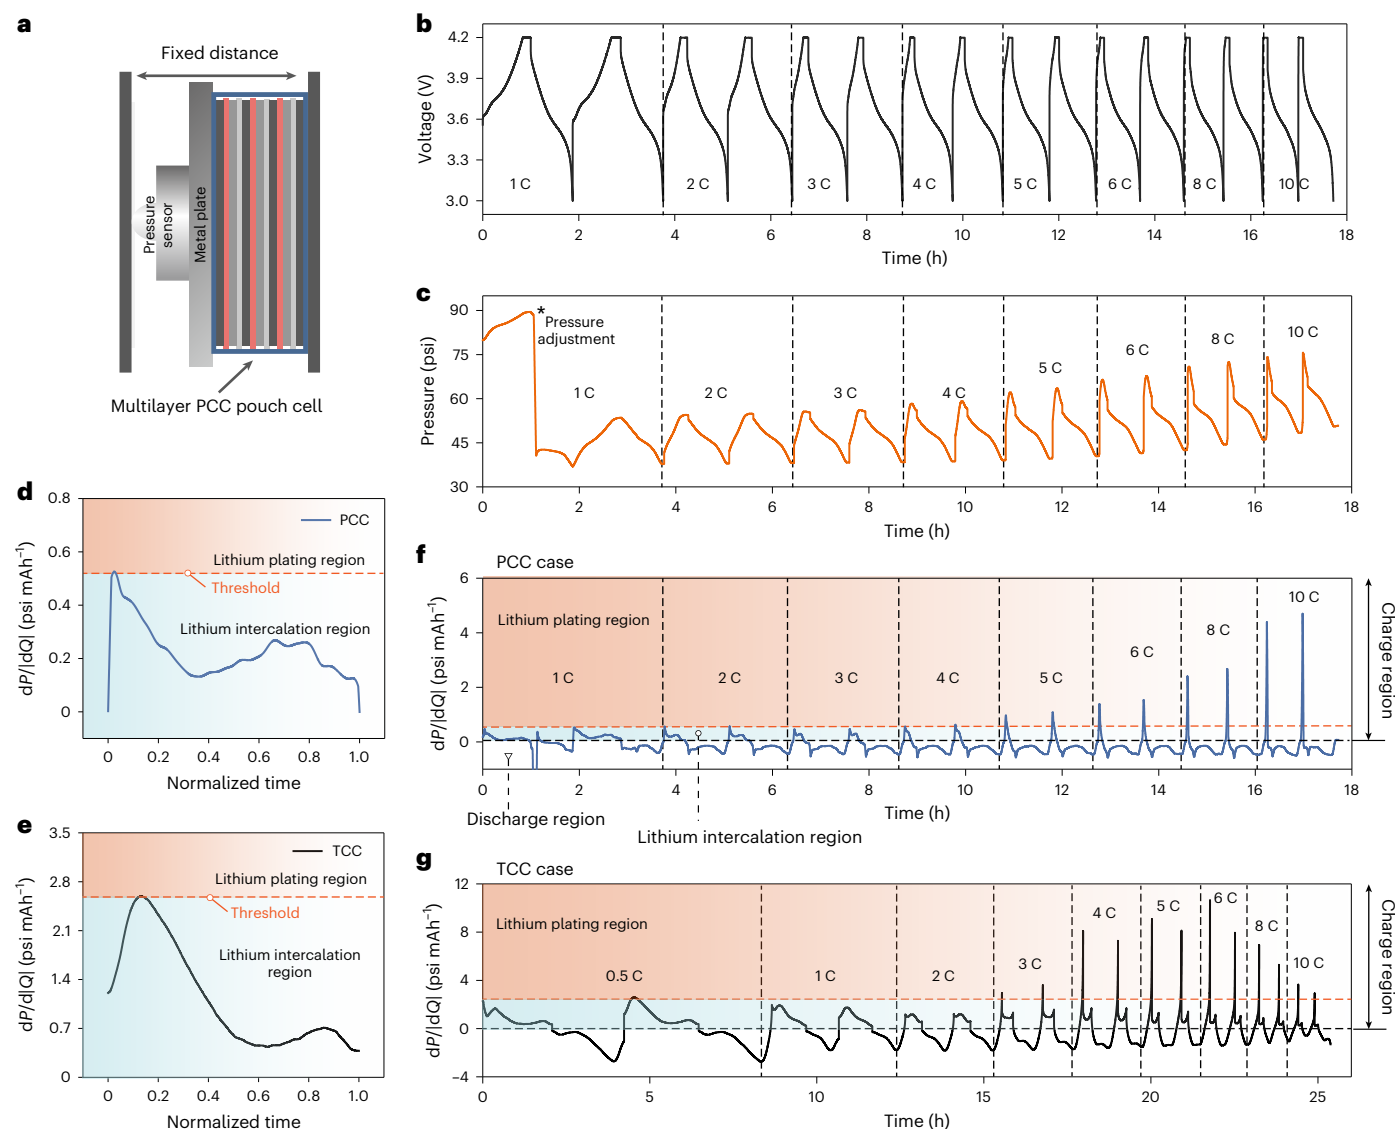 a
Fixed distance
Pressure
sensor
Metal plate
Multilayer PCC pouch cell
b
Voltage (V)
4.2
3.9
3.6
3.3
3.0
1 C
2 C
3 C
4 C
5 C
6 C
8 C
10 C
0
2
4
6
8
10
12
14
16
18
Time (h)
c
Pressure (psi)
90
75
60
45
30
*
Pressure
adjustment
1 C
2 C
3 C
4 C
5 C
6 C
8 C
10 C
0
2
4
6
8
10
12
14
16
18
Time (h)
d
dP/|dQ| (psi mAh⁻¹)
0.8
0.6
0.4
0.2
0
PCC
Lithium plating region
Threshold
Lithium intercalation region
0
0.2
0.4
0.6
0.8
1.0
Normalized time
e
dP/d|Q| (psi mAh⁻¹)
3.5
2.8
2.1
1.4
0.7
0
TCC
Lithium plating region
Threshold
Lithium intercalation
region
0
0.2
0.4
0.6
0.8
1.0
Normalized time
f
PCC case
dP/|dQ| (psi mAh⁻¹)
6
4
2
0
Lithium plating region
1 C
2 C
3 C
4 C
5 C
6 C
8 C
10 C
Charge region
0
2
4
6
8
10
12
14
16
18
Time (h)
Discharge region
Lithium intercalation region
g
TCC case
dP/|dQ| (psi mAh⁻¹)
12
8
4
0
−4
Lithium plating region
0.5 C
1 C
2 C
3 C
4 C
5 C
6 C
8 C
10 C
Charge region
0
5
10
15
20
25
Time (h)